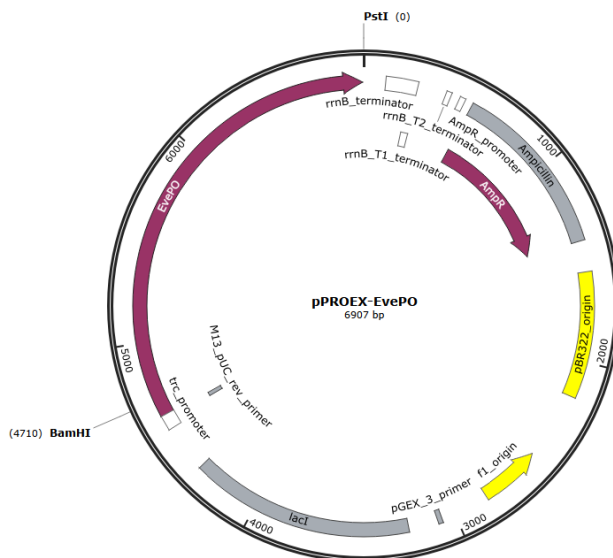 PstI (0)
rrnB_terminator
rrnB_T2_terminator
AmpR_promoter
rrnB_T1_terminator
Ampicillin
AmpR
1000
6000
EvePO
pPROEX-EvePO
6907 bp
pBR322_origin
2000
5000
M13_pUC_rev_primer
trc_promoter
(4710) BamHI
f1_origin
pGEX_3_primer
lacI
4000
3000